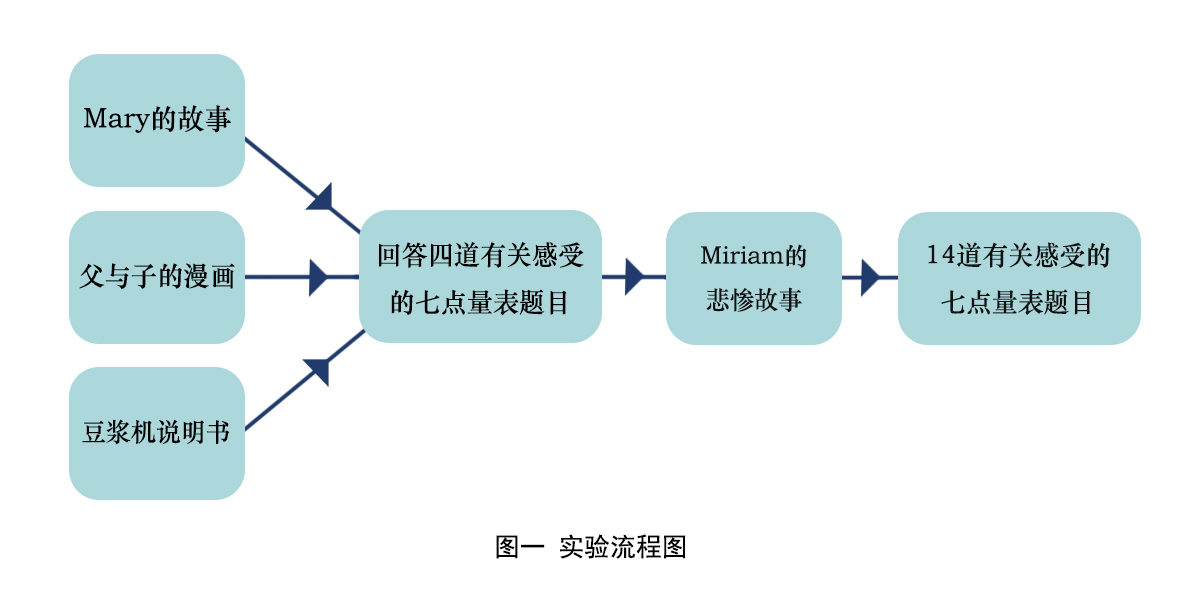 Mary的故事
父与子的漫画
豆浆机说明书
回答四道有关感受
的七点量表题目
Miriam的
悲惨故事
14道有关感受的
七点量表题目
图一 实验流程图